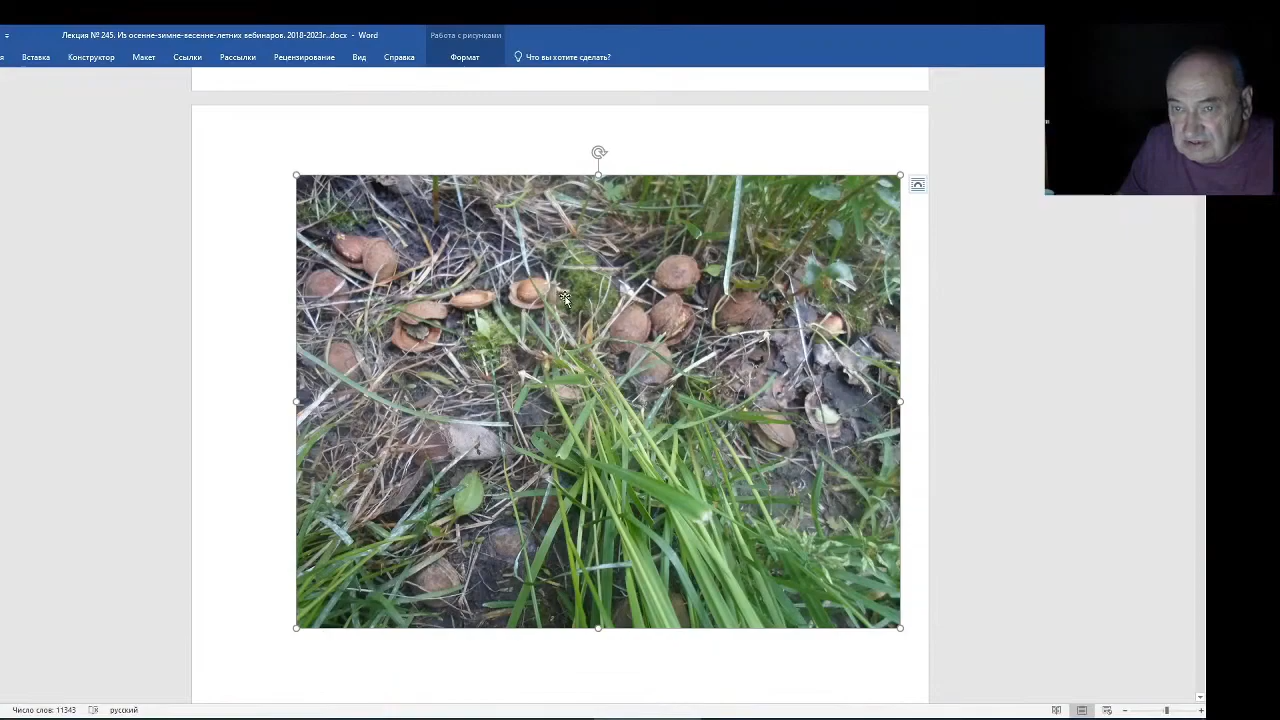 Лекция № 245. Из осенне-зимне-весенне-летних вебинаров. 2018-2023г..docx - Word
Работа с рисунками
я Вставка Конструктор Макет Ссылки Рассылки Рецензирование Вид Справка Формат Что вы хотите сделать?
Число слов: 11343 русский